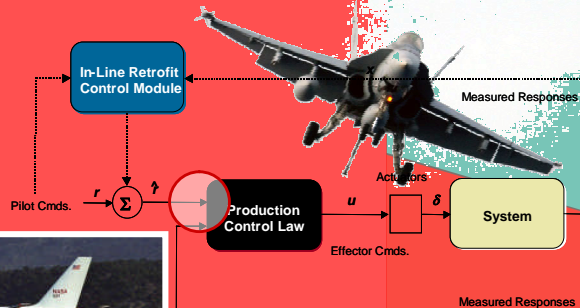 In-Line Retrofit
Control Module
Measured Responses
Actuators
r
r̂
Σ
Pilot Cmds.
Production
Control Law
u
δ
System
Effector Cmds.
NASA
Measured Responses